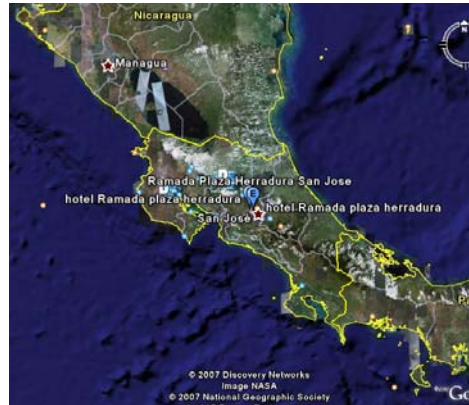 Nicaragua
Managua
Ramada Plaza Herradura San Jose
hotel Ramada plaza herradura
hotel Ramada plaza herradura
San José
© 2007 Discovery Networks
Image NASA
© 2007 National Geographic Society